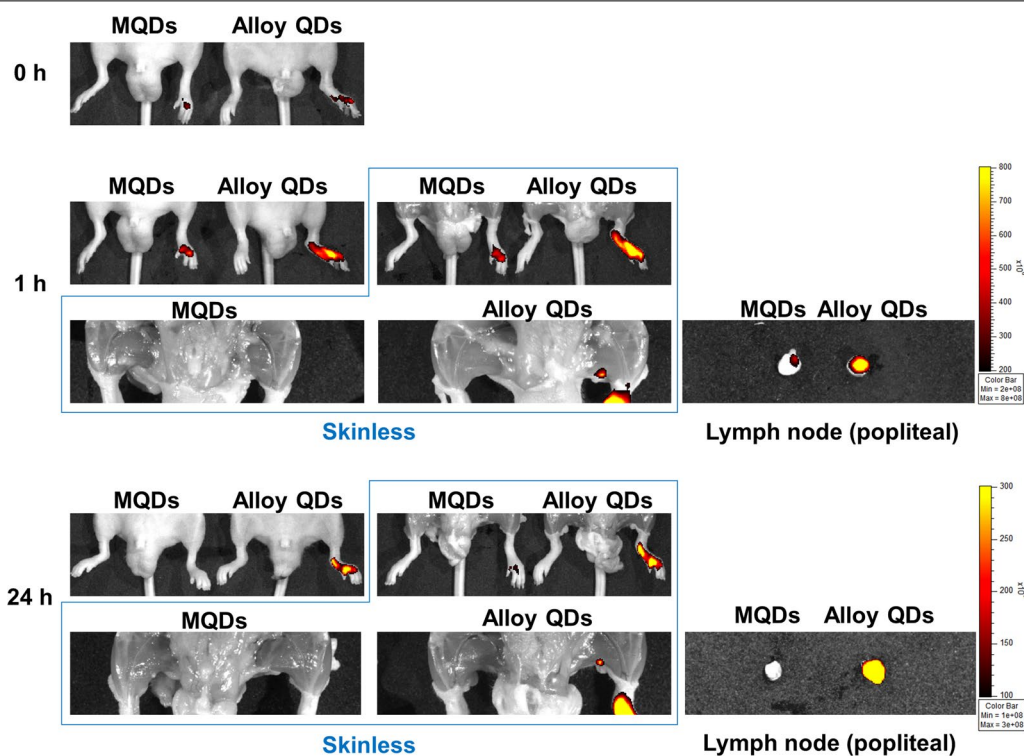 MQDs Alloy QDs
0 h
MQDs Alloy QDs
MQDs Alloy QDs
1 h
MQDs
Alloy QDs
MQDs Alloy QDs
800
700
600
500
400
300
200
Color Bar
Min = 2e+08
Max = 8e+08
Skinless
Lymph node (popliteal)
MQDs Alloy QDs
MQDs Alloy QDs
24 h
MQDs
Alloy QDs
MQDs Alloy QDs
300
250
200
150
100
Color Bar
Min = 1e+08
Max = 3e+08
Skinless
Lymph node (popliteal)